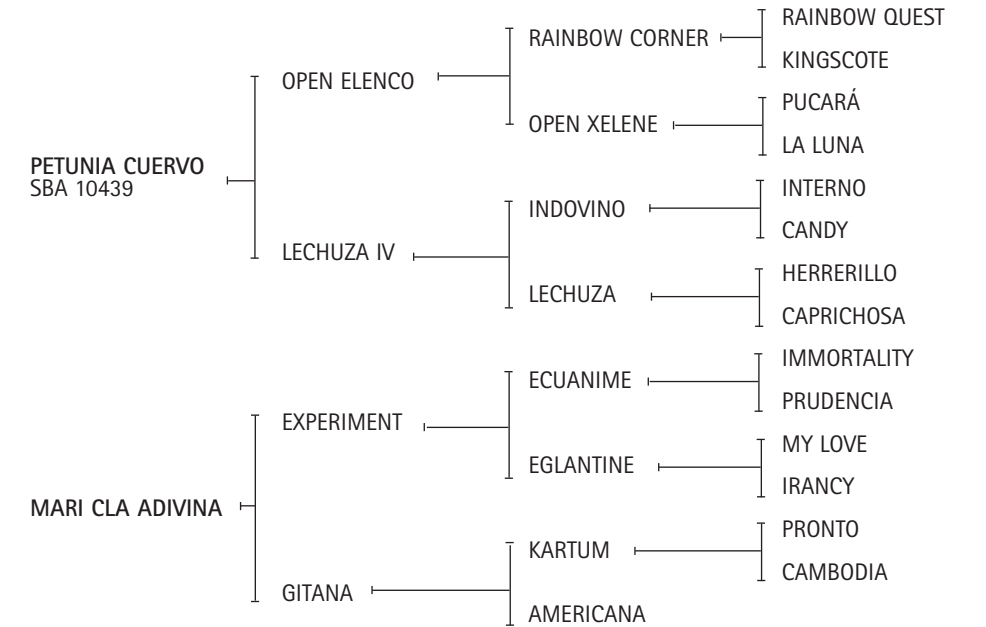 PETUNIA CUERVO
SBA 10439
OPEN ELENCO
RAINBOW CORNER
RAINBOW QUEST
KINGSCOTE
OPEN XELENE
PUCARÁ
LA LUNA
LECHUZA IV
INDOVINO
INTERNO
CANDY
LECHUZA
HERRERILLO
CAPRICHOSA
MARI CLA ADIVINA
EXPERIMENT
ECUANIME
IMMORTALITY
PRUDENCIA
EGLANTINE
MY LOVE
IRANCY
GITANA
KARTUM
PRONTO
CAMBODIA
AMERICANA